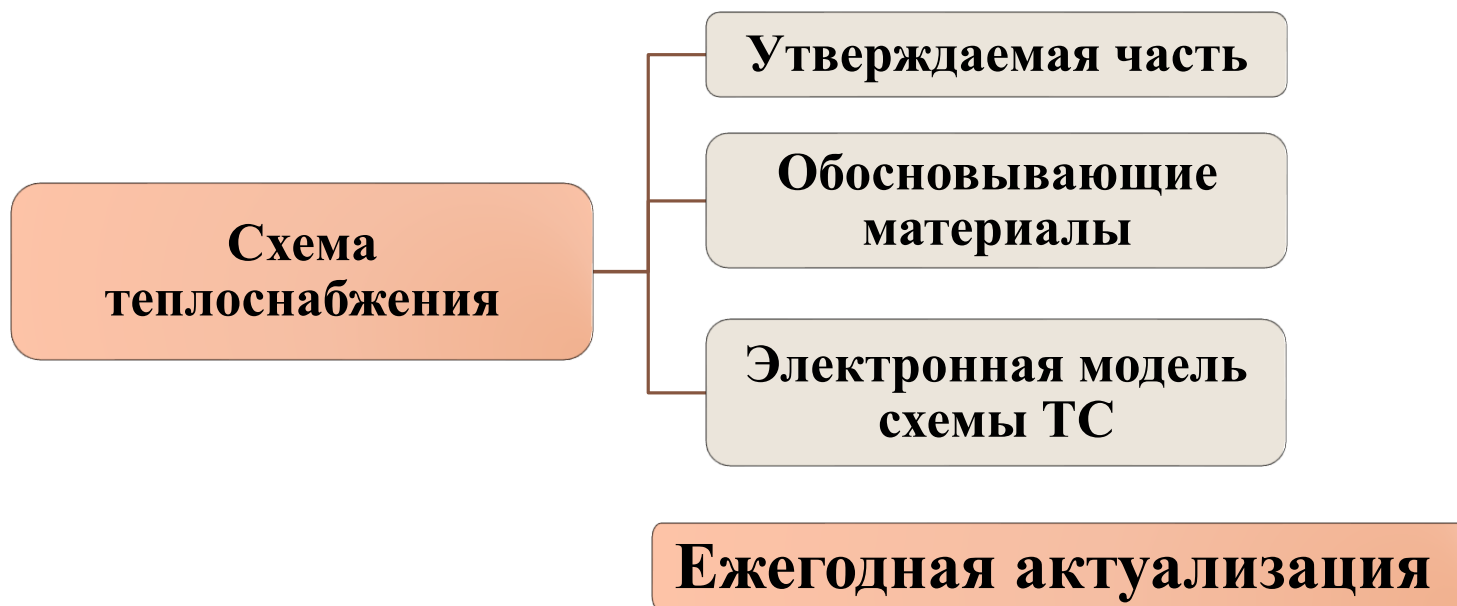 Утверждаемая часть
Обосновывающие
материалы
Схема
теплоснабжения
Электронная модель
схемы ТС
Ежегодная актуализация